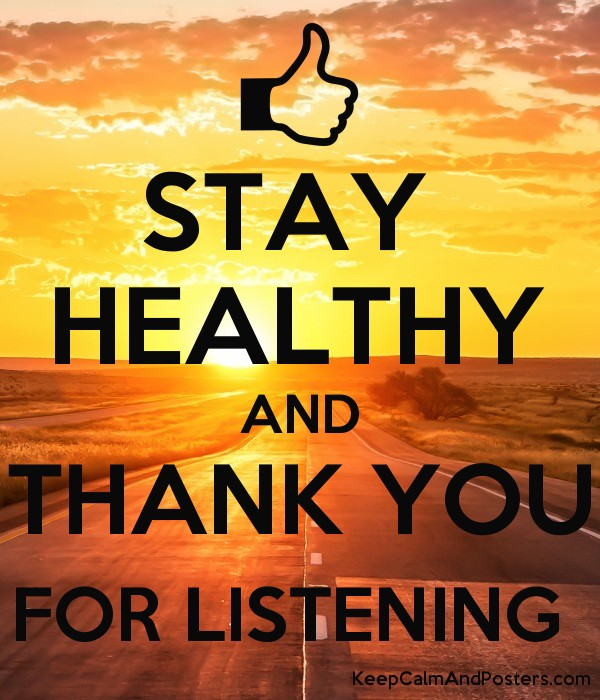 STAY
HEALTHY
AND
THANK YOU
FOR LISTENING
KeepCalmAndPosters.com